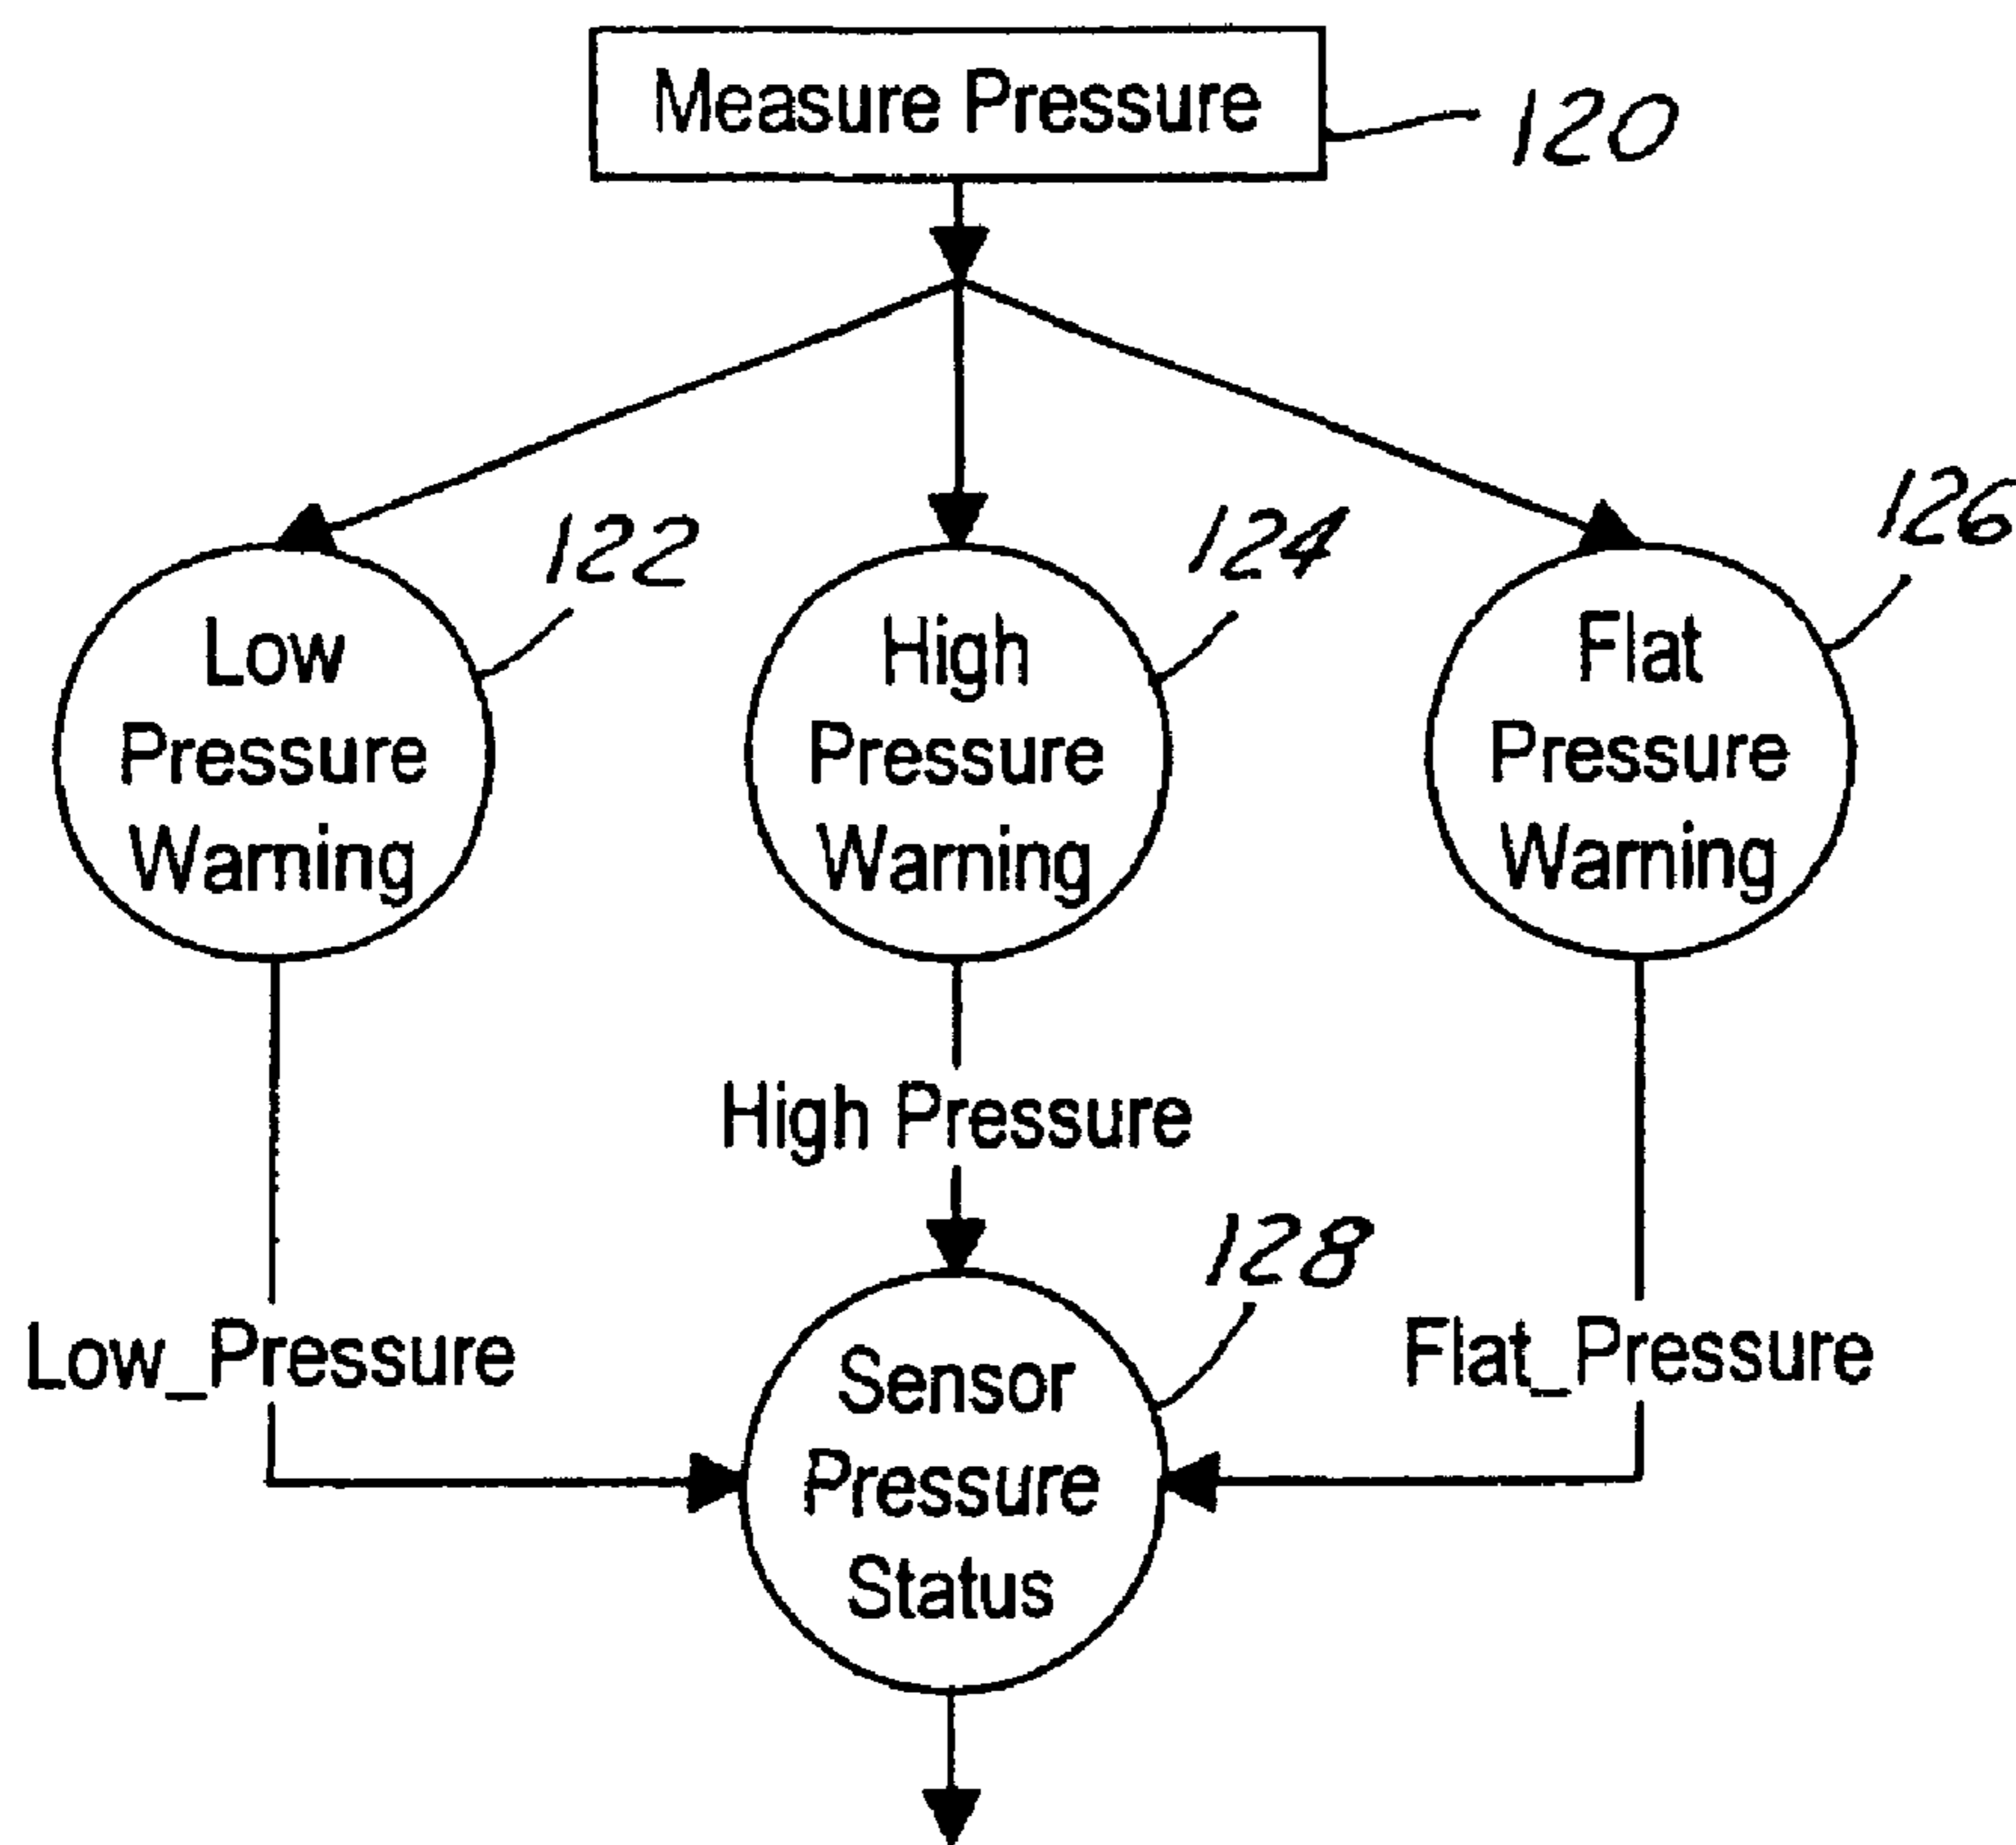 Measure Pressure
120
122
124
126
Low
Pressure
Warning
High
Pressure
Warning
Flat
Pressure
Warning
High Pressure
128
Low_Pressure
Flat_Pressure
Sensor
Pressure
Status